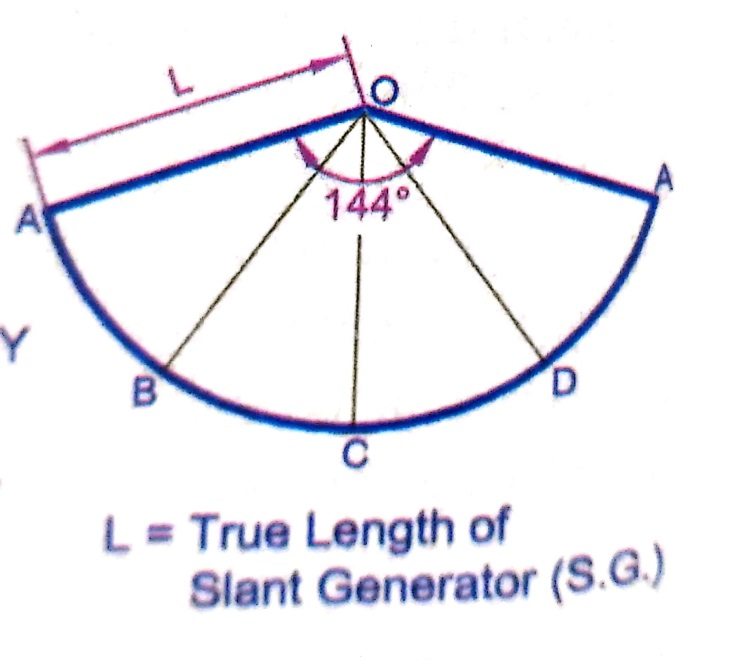 L
O
144°
A
A
Y
B
D
C
L = True Length of
Slant Generator (S.G.)